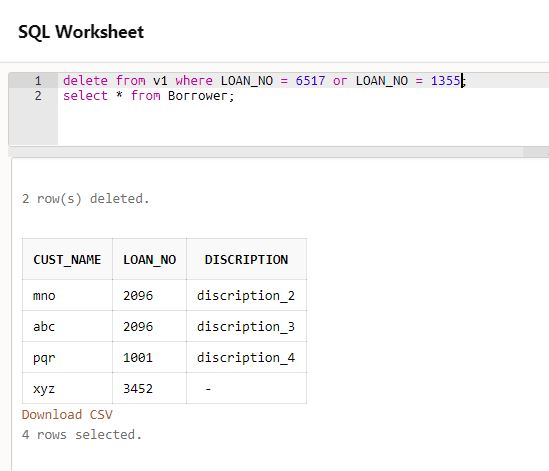 SQL Worksheet
1 delete from v1 where LOAN_NO = 6517 or LOAN_NO = 1355;
2 select * from Borrower;
2 row(s) deleted.
CUST_NAME LOAN_NO DISCRIPTION
mno 2096 discription_2
abc 2096 discription_3
pqr 1001 discription_4
xyz 3452 -
Download CSV
4 rows selected.